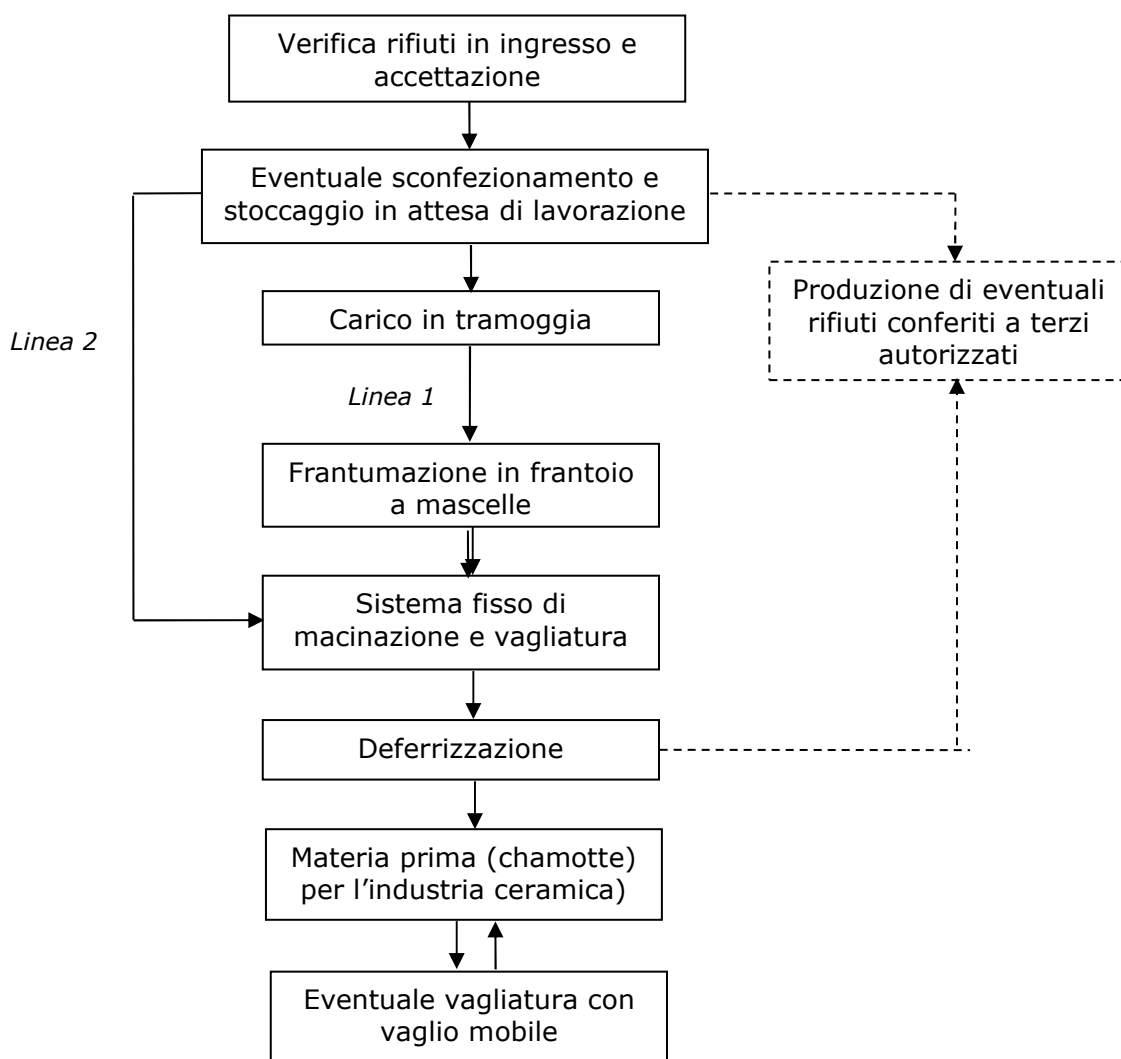 Verifica rifiuti in ingresso e
accettazione
Eventuale sconfezionamento e
stoccaggio in attesa di lavorazione
Produzione di eventuali
rifiuti conferiti a terzi
autorizzati
Carico in tramoggia
Linea 2
Linea 1
Frantumazione in frantoio
a mascelle
Sistema fisso di
macinazione e vagliatura
Deferrizzazione
Materia prima (chamotte)
per l’industria ceramica)
Eventuale vagliatura con
vaglio mobile